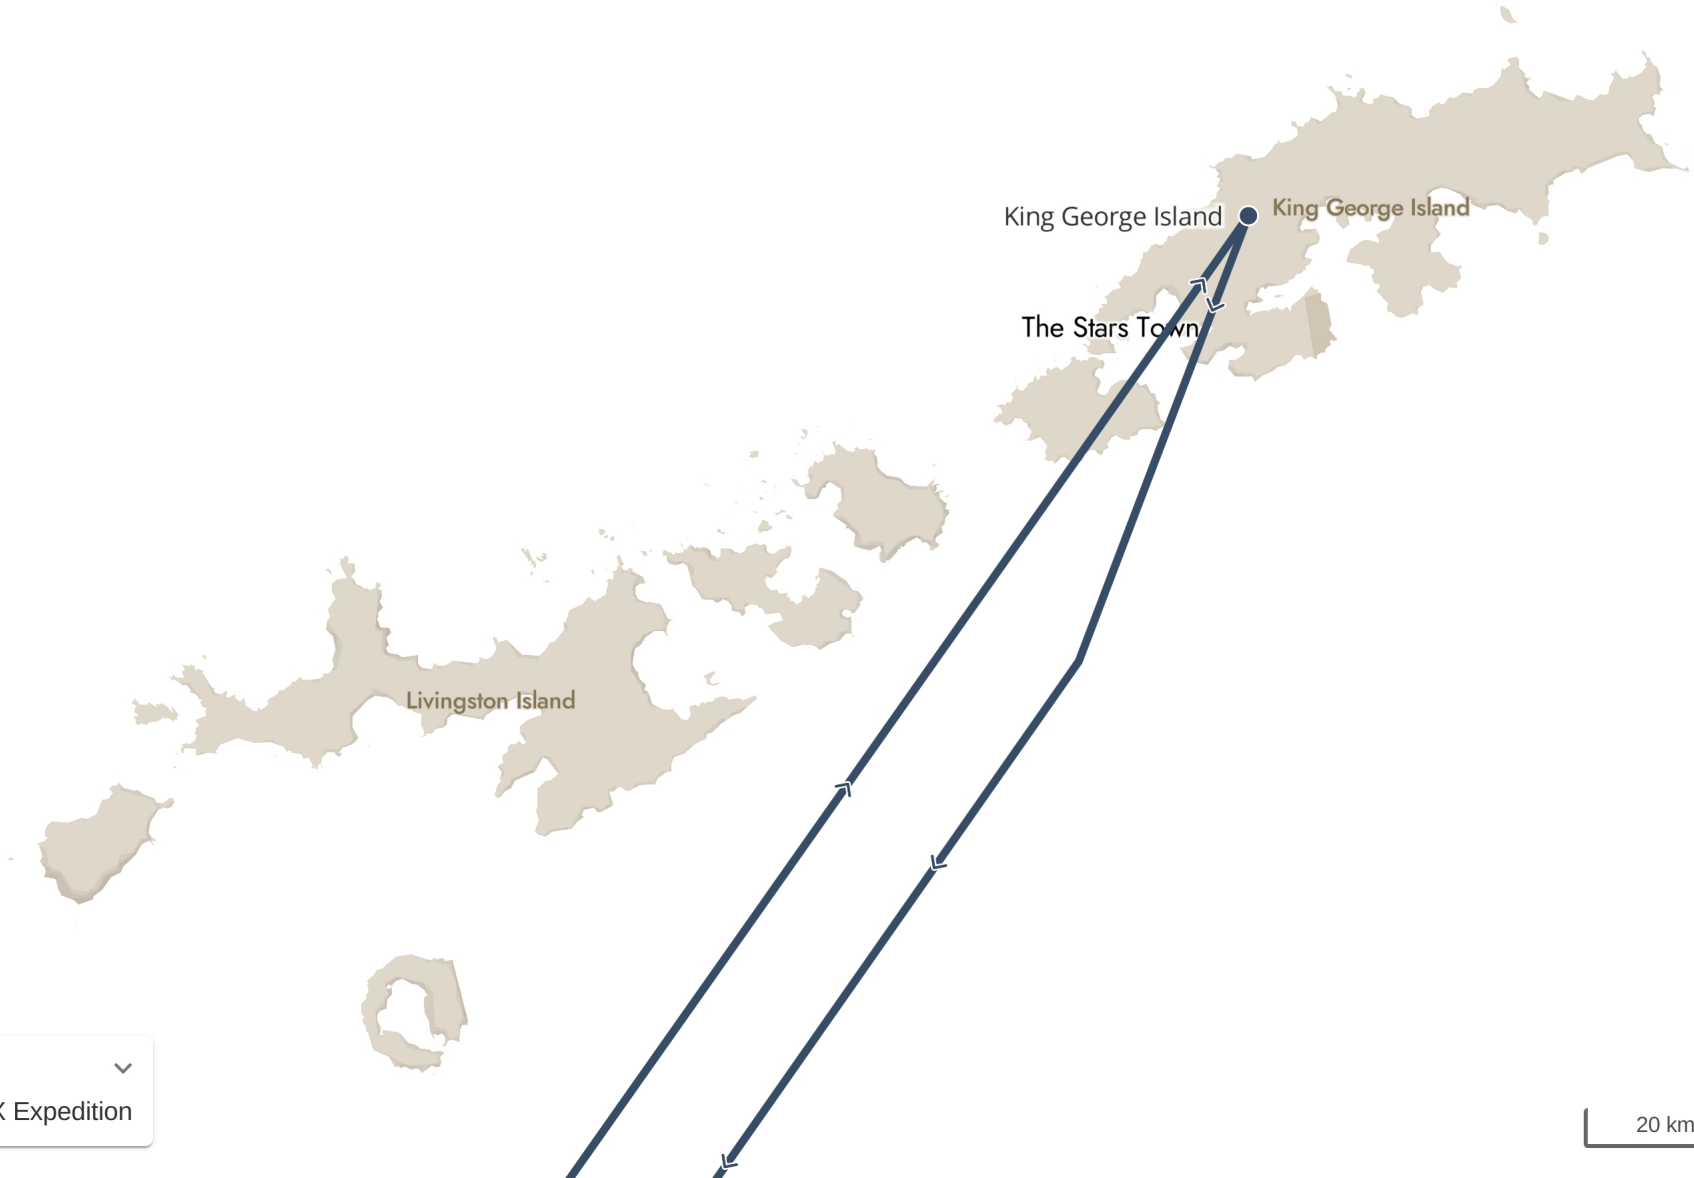 King George Island
King George Island
The Stars Town
Livingston Island
X Expedition
20 km